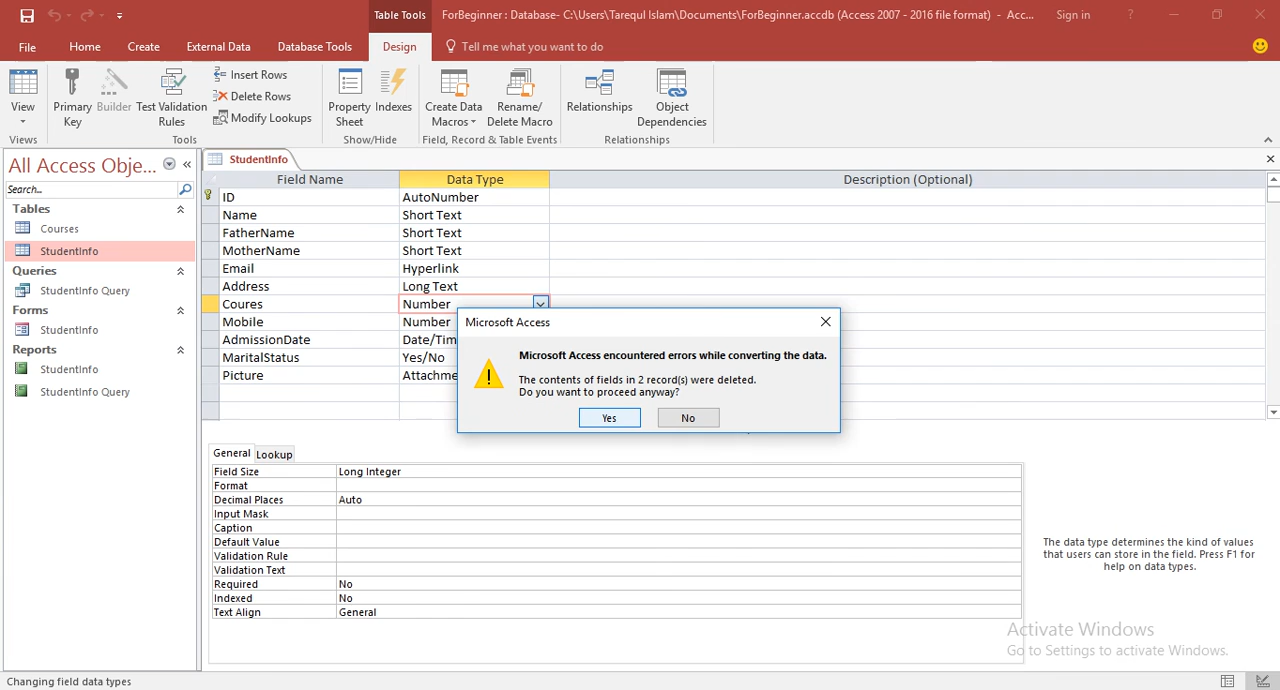 Table Tools
ForBeginner : Database- C:\Users\Tarequl Islam\Documents\ForBeginner.accdb (Access 2007 - 2016 file format) - Acc...
Sign in
?
File
Home
Create
External Data
Database Tools
Design
Tell me what you want to do
View
Primary Key
Builder
Test Validation Rules
Insert Rows
Delete Rows
Modify Lookups
Property Sheet
Indexes
Create Data Macros
Rename/ Delete Macro
Relationships
Object Dependencies
Views
Tools
Show/Hide
Field, Record & Table Events
Relationships
All Access Obje...
Search...
Tables
Courses
StudentInfo
Queries
StudentInfo Query
Forms
StudentInfo
Reports
StudentInfo
StudentInfo Query
StudentInfo
Field Name Data Type Description (Optional)
ID AutoNumber
Name Short Text
FatherName Short Text
MotherName Short Text
Email Hyperlink
Address Long Text
Coures Number
Mobile Number
AdmissionDate Date/Tim
MaritalStatus Yes/No
Picture Attachme
Microsoft Access
Microsoft Access encountered errors while converting the data.
The contents of fields in 2 record(s) were deleted.
Do you want to proceed anyway?
Yes No
General Lookup
Field Size Long Integer
Format
Decimal Places Auto
Input Mask
Caption
Default Value
Validation Rule
Validation Text
Required No
Indexed No
Text Align General
The data type determines the kind of values
that users can store in the field. Press F1 for
help on data types.
Activate Windows
Go to Settings to activate Windows.
Changing field data types